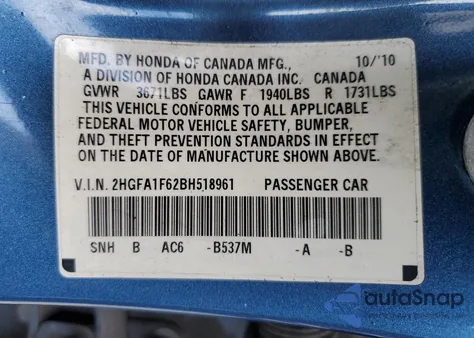 MFD. BY HONDA OF CANADA MFG., 10/'10
A DIVISION OF HONDA CANADA INC. CANADA
GVWR 3671LBS GAWR F 1940LBS R 1731LBS
THIS VEHICLE CONFORMS TO ALL APPLICABLE
FEDERAL MOTOR VEHICLE SAFETY, BUMPER,
AND THEFT PREVENTION STANDARDS IN EFFECT
ON THE DATE OF MANUFACTURE SHOWN ABOVE.
V.I.N. 2HGFA1F62BH518961 PASSENGER CAR
SNH B AC6 -B537M -A -B
autoSnap